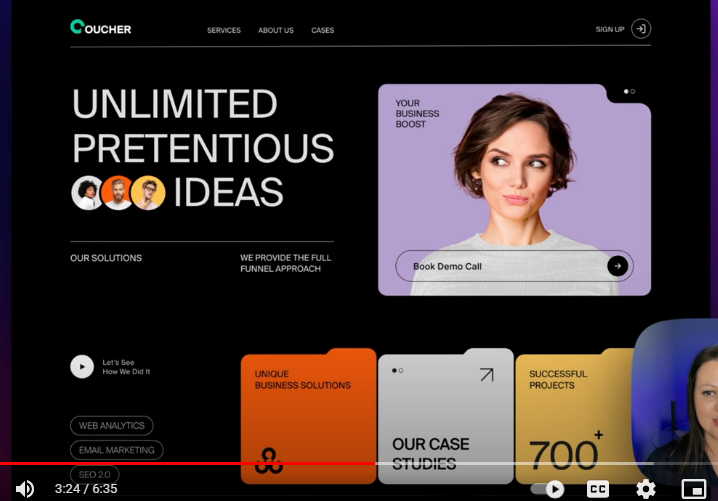 COUCHER
SERVICES
ABOUT US
CASES
SIGN UP
UNLIMITED
PRETENTIOUS
IDEAS
YOUR
BUSINESS
BOOST
Book Demo Call
OUR SOLUTIONS
WE PROVIDE THE FULL
FUNNEL APPROACH
Let's See
How We Did It
WEB ANALYTICS
EMAIL MARKETING
SEO 2.0
UNIQUE
BUSINESS SOLUTIONS
OUR CASE
STUDIES
SUCCESSFUL
PROJECTS
700+
3:24 / 6:35
CC